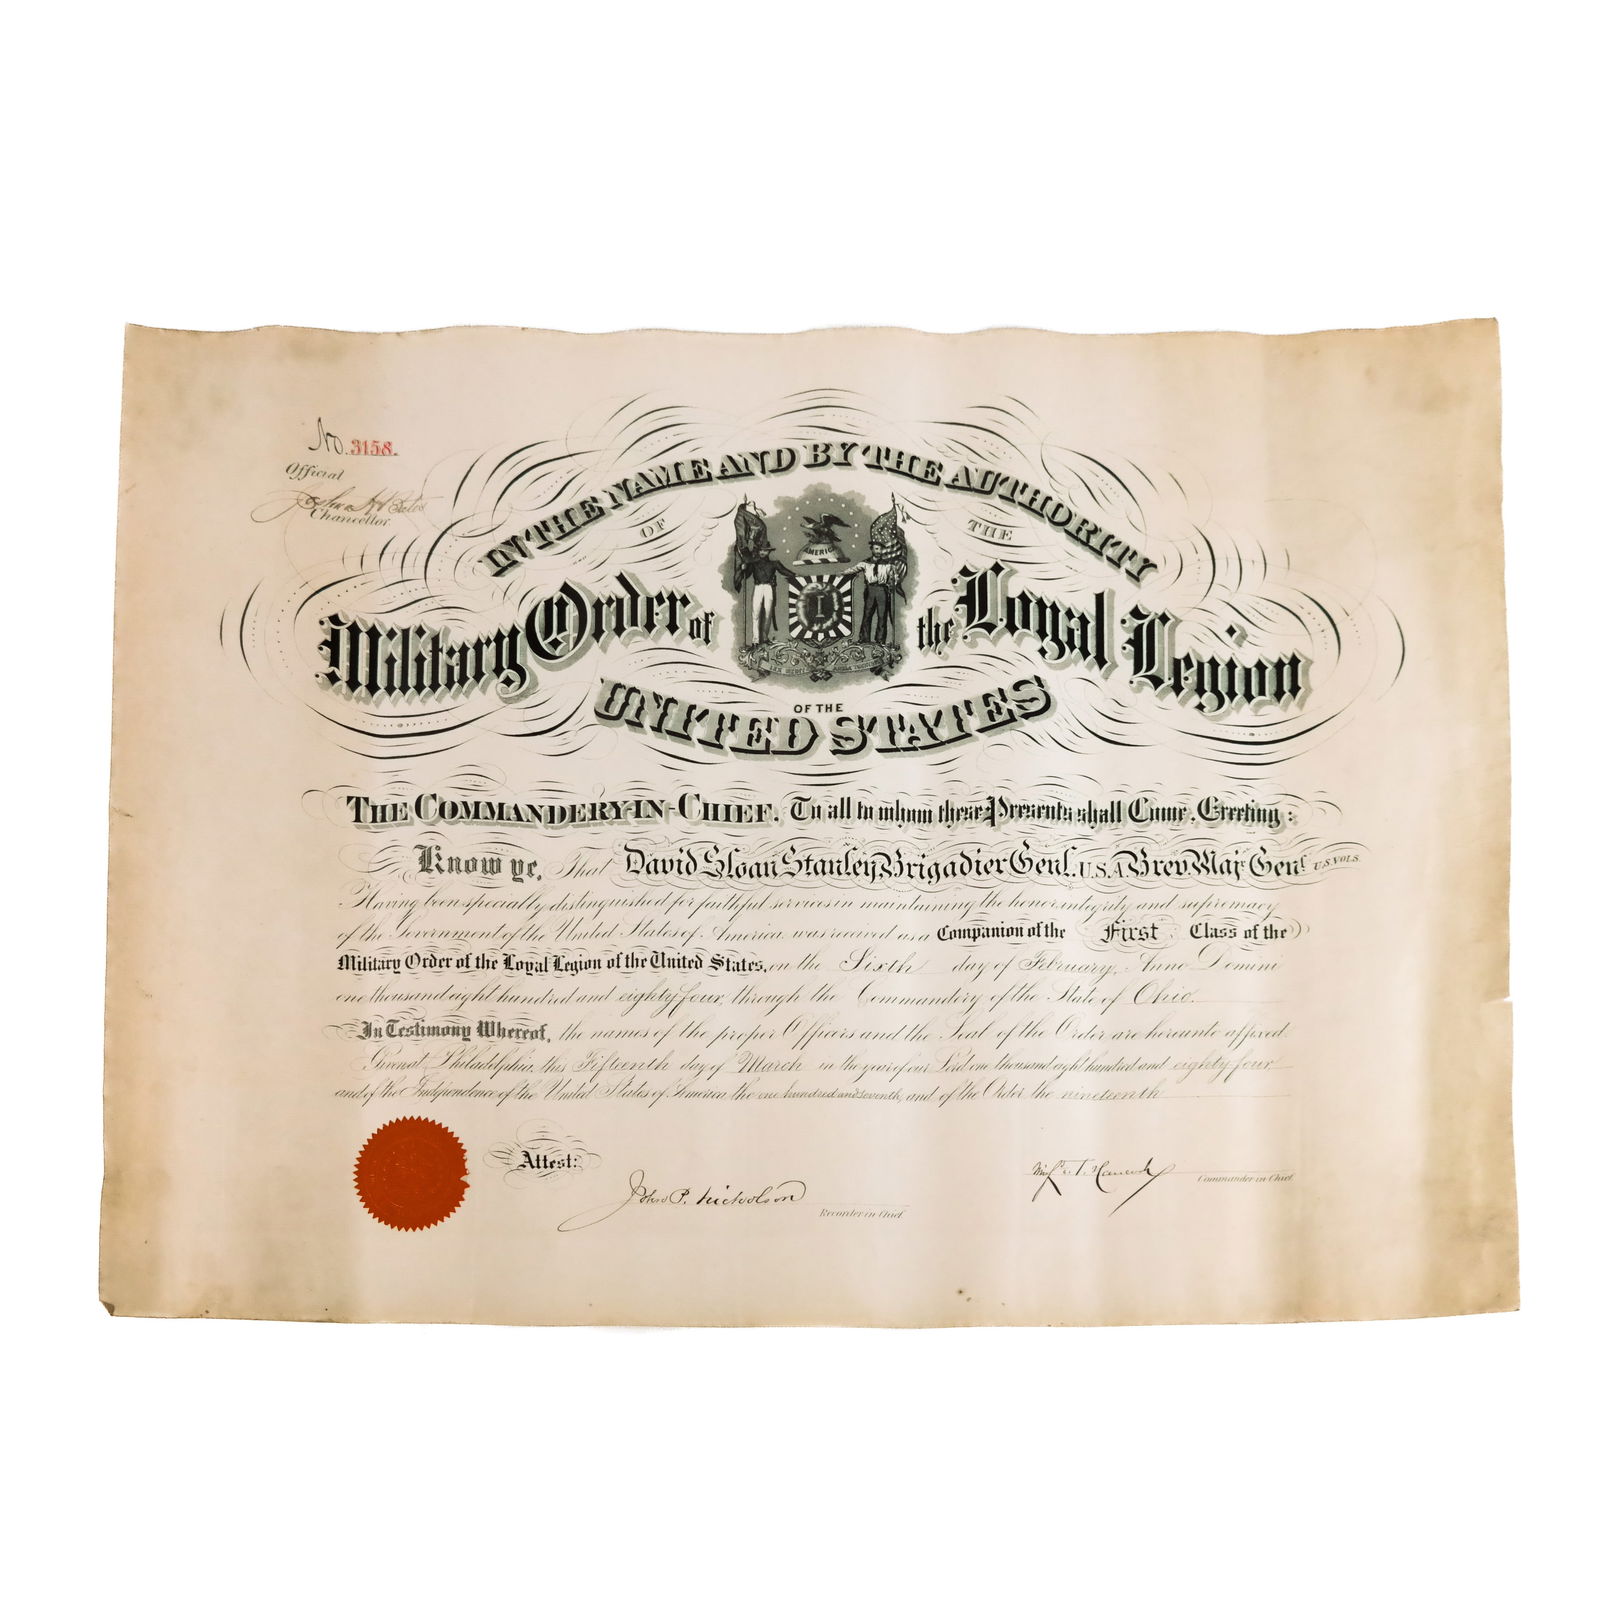 No. 3158.
Official
Chancellor.
IN THE NAME AND BY THE AUTHORITY
OF THE
AMERICA
Military Order of the Loyal Legion
OF THE
UNITED STATES
THE COMMANDERY-IN-CHIEF. To all to whom these Presents shall Come, Greeting:
Know ye, That David Sloan Stanley, Brigadier Genl. U.S.A. Brev. Maj. Genl. U.S. VOLS.
Having been specially distinguished for faithful services in maintaining the honor, integrity and supremacy
of the Government of the United States of America, was received as a Companion of the First Class of the
Military Order of the Loyal Legion of the United States, on the Sixth day of February, Anno Domini
one thousand eight hundred and eighty four, through the Commandery of the State of Ohio.
In Testimony Whereof, the names of the proper Officers and the Seal of the Order are hereunto affixed.
Given at Philadelphia, this Fifteenth day of March in the year of our Lord one thousand eight hundred and eighty four,
and of the Independence of the United States of America the one hundred and seventh, and of the Order the nineteenth
Attest:
John P. Nicholson
Recorder in Chief.
Hancock
Commander in Chief.